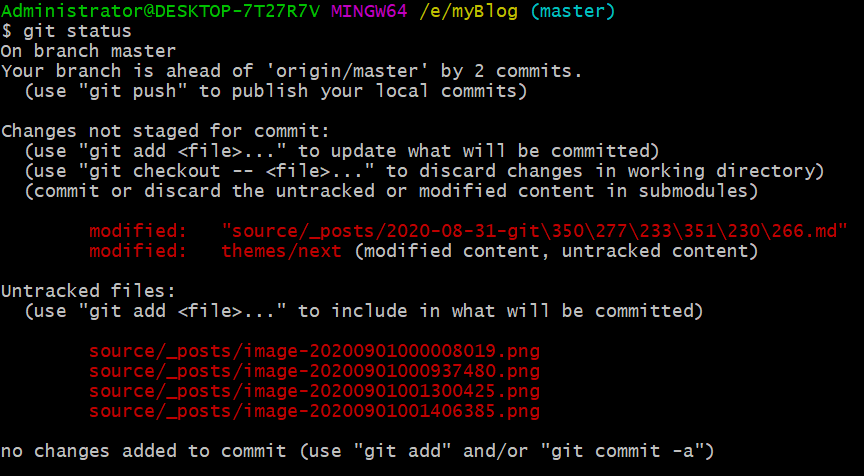 Administrator@DESKTOP-7T27R7V MINGW64 /e/myBlog (master)
$ git status
On branch master
Your branch is ahead of 'origin/master' by 2 commits.
  (use "git push" to publish your local commits)

Changes not staged for commit:
  (use "git add <file>..." to update what will be committed)
  (use "git checkout -- <file>..." to discard changes in working directory)
  (commit or discard the untracked or modified content in submodules)

        modified:   "source/_posts/2020-08-31-git\350\277\233\351\230\266.md"
        modified:   themes/next (modified content, untracked content)

Untracked files:
  (use "git add <file>..." to include in what will be committed)

        source/_posts/image-20200901000008019.png
        source/_posts/image-20200901000937480.png
        source/_posts/image-20200901001300425.png
        source/_posts/image-20200901001406385.png

no changes added to commit (use "git add" and/or "git commit -a")